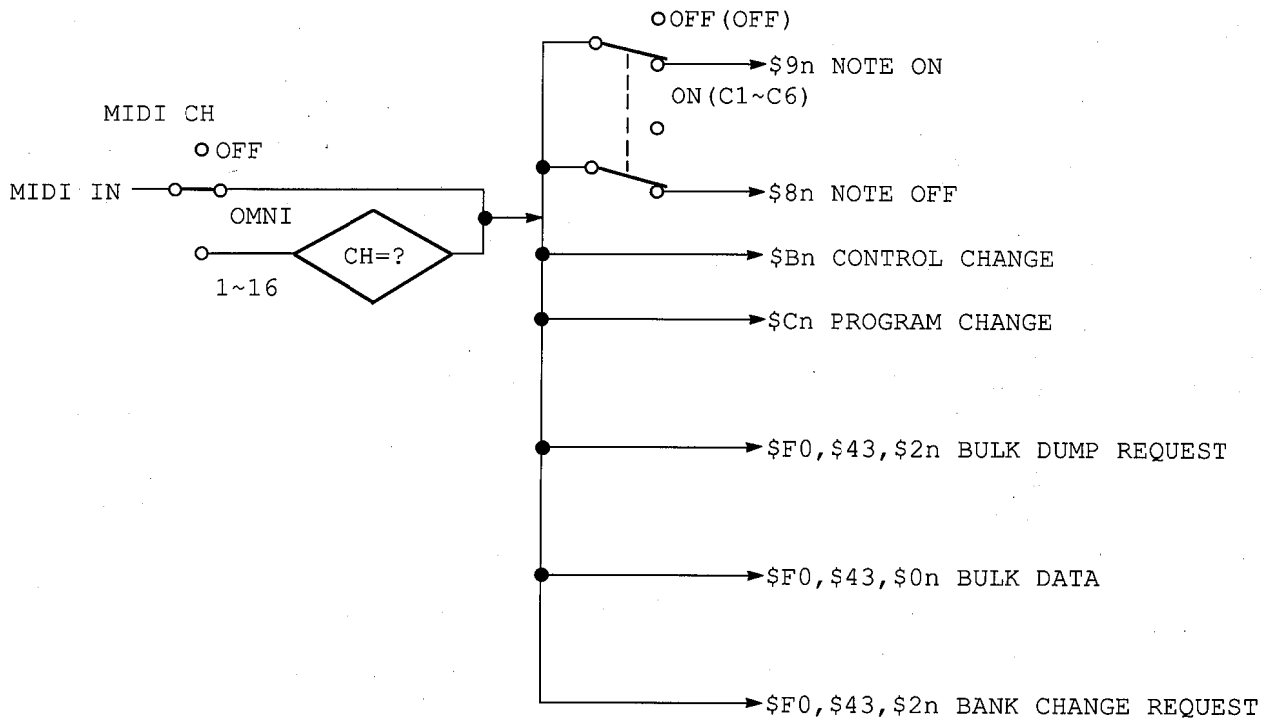 OFF(OFF)
$9n NOTE ON
ON(C1~C6)
MIDI CH
OFF
MIDI IN
$8n NOTE OFF
OMNI
CH=?
$Bn CONTROL CHANGE
1~16
$Cn PROGRAM CHANGE
$F0,$43,$2n BULK DUMP REQUEST
$F0,$43,$0n BULK DATA
$F0,$43,$2n BANK CHANGE REQUEST